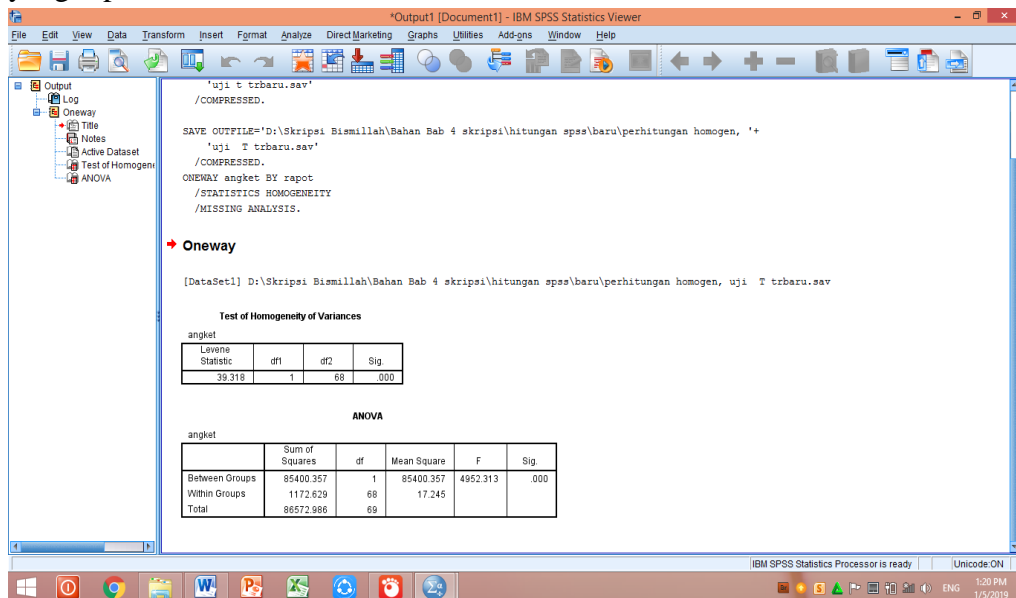 *Output1 [Document1] - IBM SPSS Statistics Viewer
File Edit View Data Transform Insert Format Analyze Direct Marketing Graphs Utilities Add-ons Window Help
Output
Log
Oneway
Title
Notes
Active Dataset
Test of Homogene
ANOVA
'uji t trbaru.sav'
/COMPRESSED.
SAVE OUTFILE='D:\Skripsi Bismillah\Bahan Bab 4 skripsi\hitungan spss\baru\perhitungan homogen, '+
'uji T trbaru.sav'
/COMPRESSED.
ONEWAY angket BY rapot
/STATISTICS HOMOGENEITY
/MISSING ANALYSIS.
Oneway
[DataSet1] D:\Skripsi Bismillah\Bahan Bab 4 skripsi\hitungan spss\baru\perhitungan homogen, uji T trbaru.sav
Test of Homogeneity of Variances
angket
Levene Statistic df1 df2 Sig.
39.318 1 68 .000
ANOVA
angket
Sum of Squares df Mean Square F Sig.
Between Groups 85400.357 1 85400.357 4952.313 .000
Within Groups 1172.629 68 17.245
Total 86572.986 69
IBM SPSS Statistics Processor is ready Unicode:ON
ENG 1:20 PM
1/5/2019